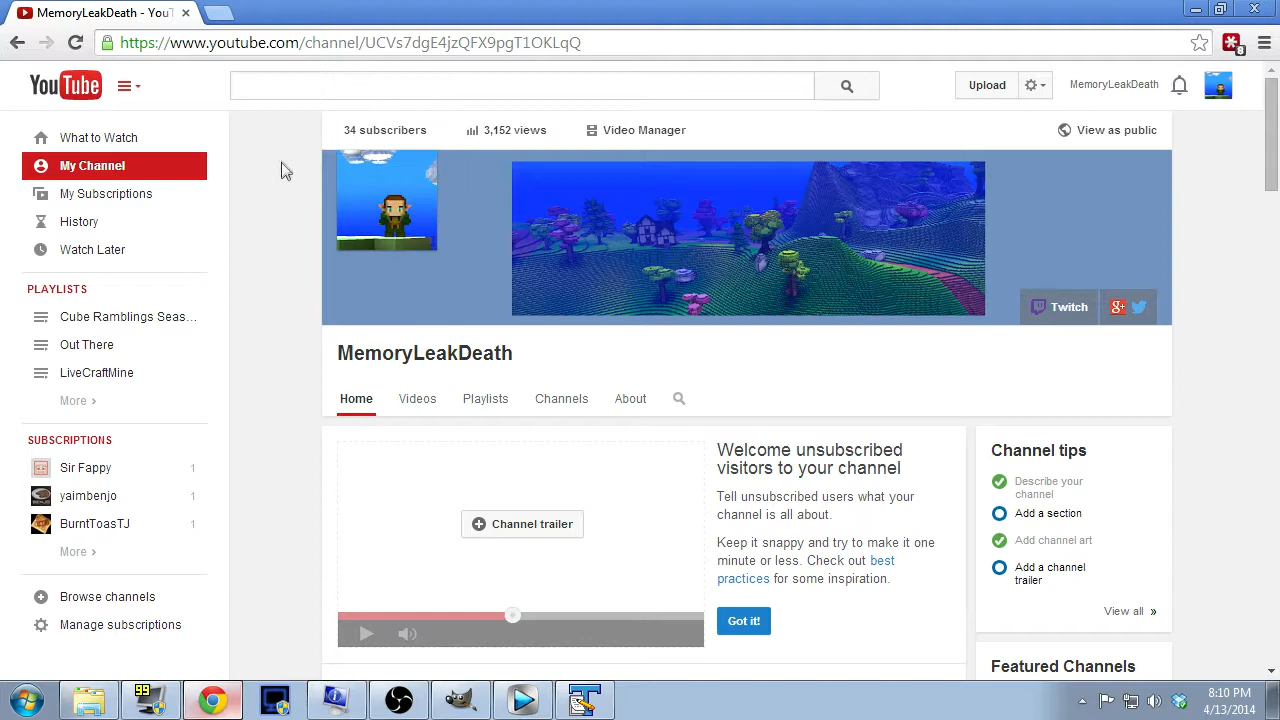 MemoryLeakDeath - YouT
https://www.youtube.com/channel/UCVs7dgE4jzQFX9pgT1OKLpQ
8
YouTube
Upload
MemoryLeakDeath
What to Watch
My Channel
My Subscriptions
History
Watch Later
PLAYLISTS
Cube Ramblings Seas...
Out There
LiveCraftMine
More ›
SUBSCRIPTIONS
Sir Fappy 1
yaimbenjo 1
BurntToasTJ 1
More ›
Browse channels
Manage subscriptions
34 subscribers
3,152 views
Video Manager
View as public
Twitch
MemoryLeakDeath
Home
Videos
Playlists
Channels
About
Channel trailer
Welcome unsubscribed
visitors to your channel
Tell unsubscribed users what your
channel is all about.
Keep it snappy and try to make it one
minute or less. Check out best
practices for some inspiration.
Got it!
Channel tips
Describe your
channel
Add a section
Add channel art
Add a channel
trailer
View all »
Featured Channels
99
8:10 PM
4/13/2014